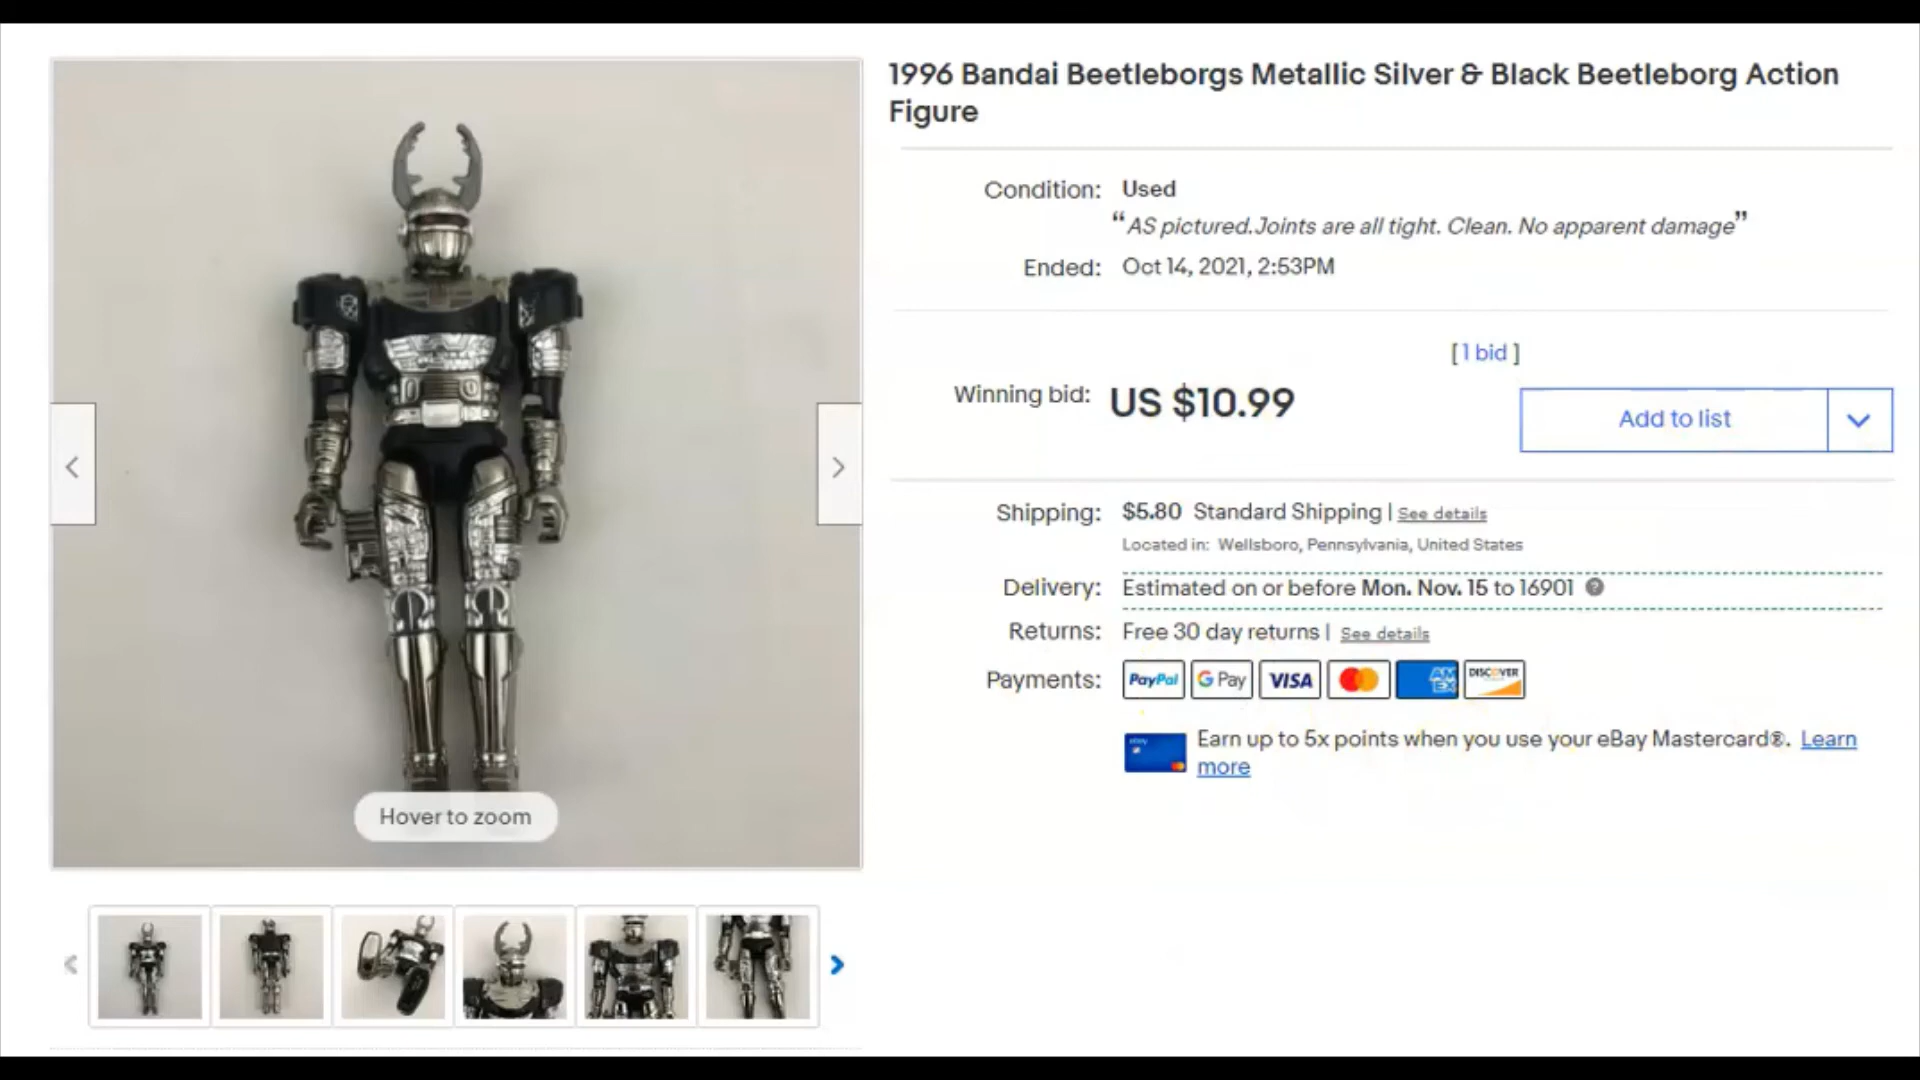 1996 Bandai Beetleborgs Metallic Silver & Black Beetleborg Action
Figure
Condition: Used
“AS pictured.Joints are all tight. Clean. No apparent damage”
Ended: Oct 14, 2021, 2:53PM
[ 1 bid ]
Winning bid: US $10.99
Add to list
Shipping: $5.80 Standard Shipping | See details
Located in: Wellsboro, Pennsylvania, United States
Delivery: Estimated on or before Mon. Nov. 15 to 16901 ?
Returns: Free 30 day returns | See details
Payments: PayPal G Pay VISA AM EX DISCOVER
ebay
Earn up to 5x points when you use your eBay Mastercard®. Learn
more
Hover to zoom